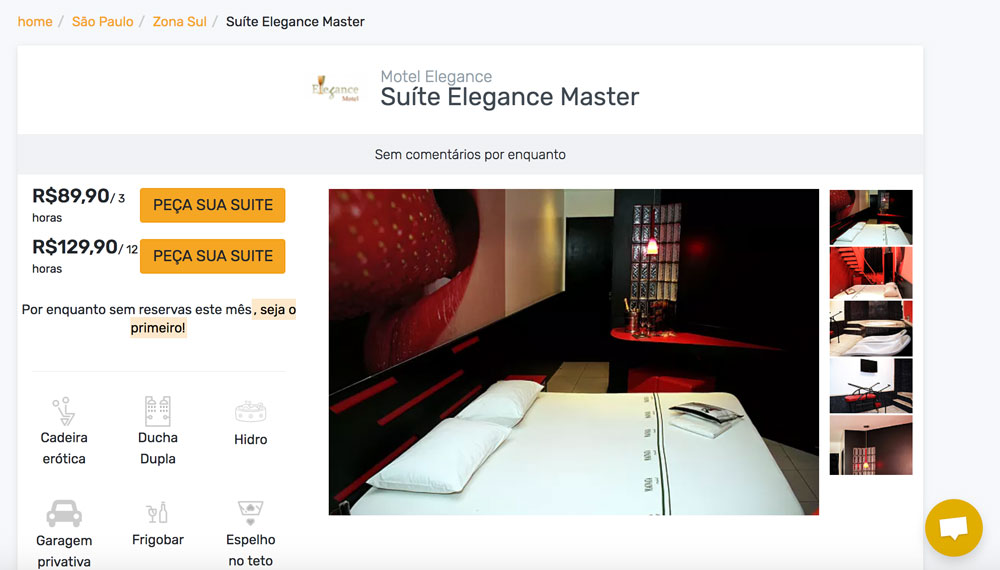 home / São Paulo / Zona Sul / Suíte Elegance Master
Elegance
Motel
Motel Elegance
Suíte Elegance Master
Sem comentários por enquanto
R$89,90/ 3
horas
PEÇA SUA SUITE
R$129,90/ 12
horas
PEÇA SUA SUITE
Por enquanto sem reservas este mês, seja o
primeiro!
Cadeira
erótica
Ducha
Dupla
Hidro
Garagem
privativa
Frigobar
Espelho
no teto